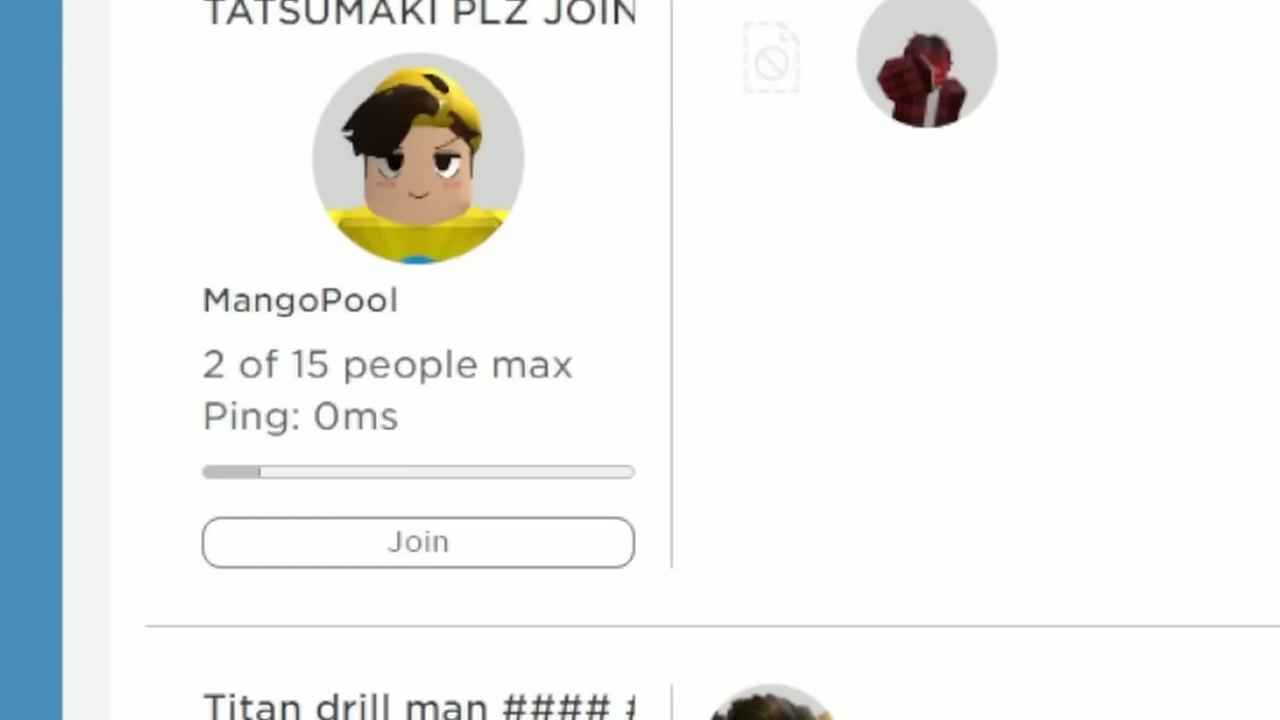 TATSUMAKI PLZ JOIN
MangoPool
2 of 15 people max
Ping: 0ms
Join
Titan drill man ####